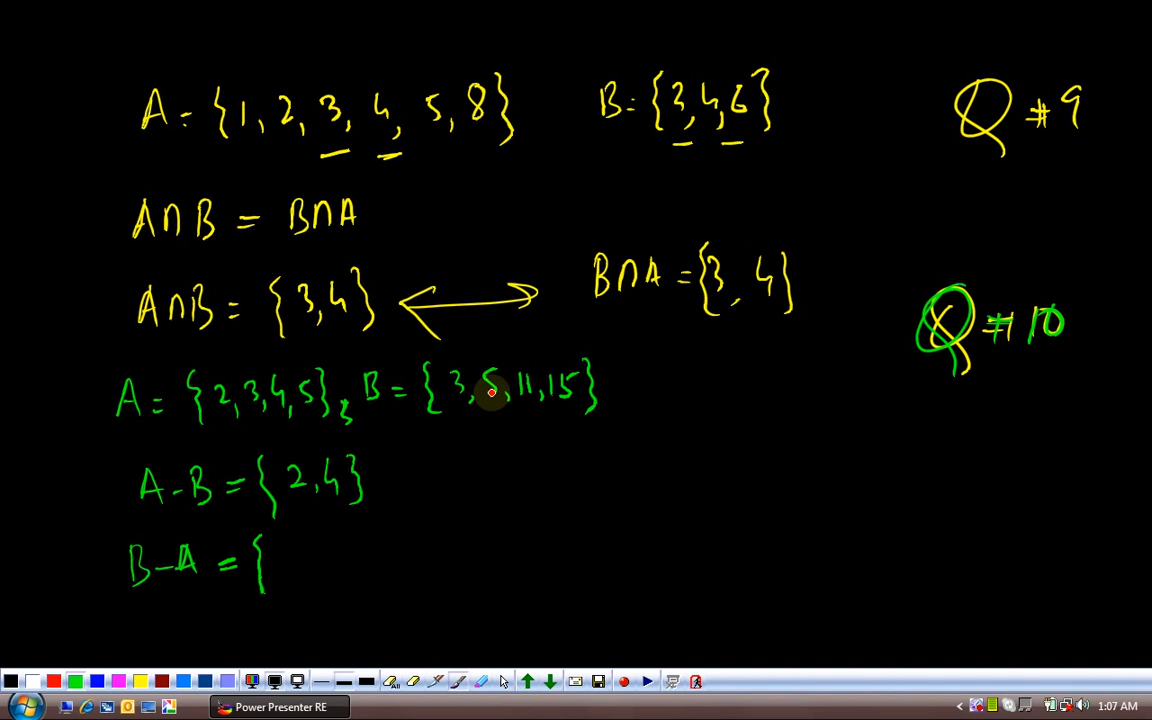 A = {1, 2, 3, 4, 5, 8} B = {3, 4, 6} Q # 9
A∩B = B∩A
B∩A = {3, 4}
A∩B = {3,4}
Q # 10
A = {2,3,4,5}, B = {3,5,11,15}
A-B = {2,4}
B-A = {
All
Power Presenter RE
1:07 AM